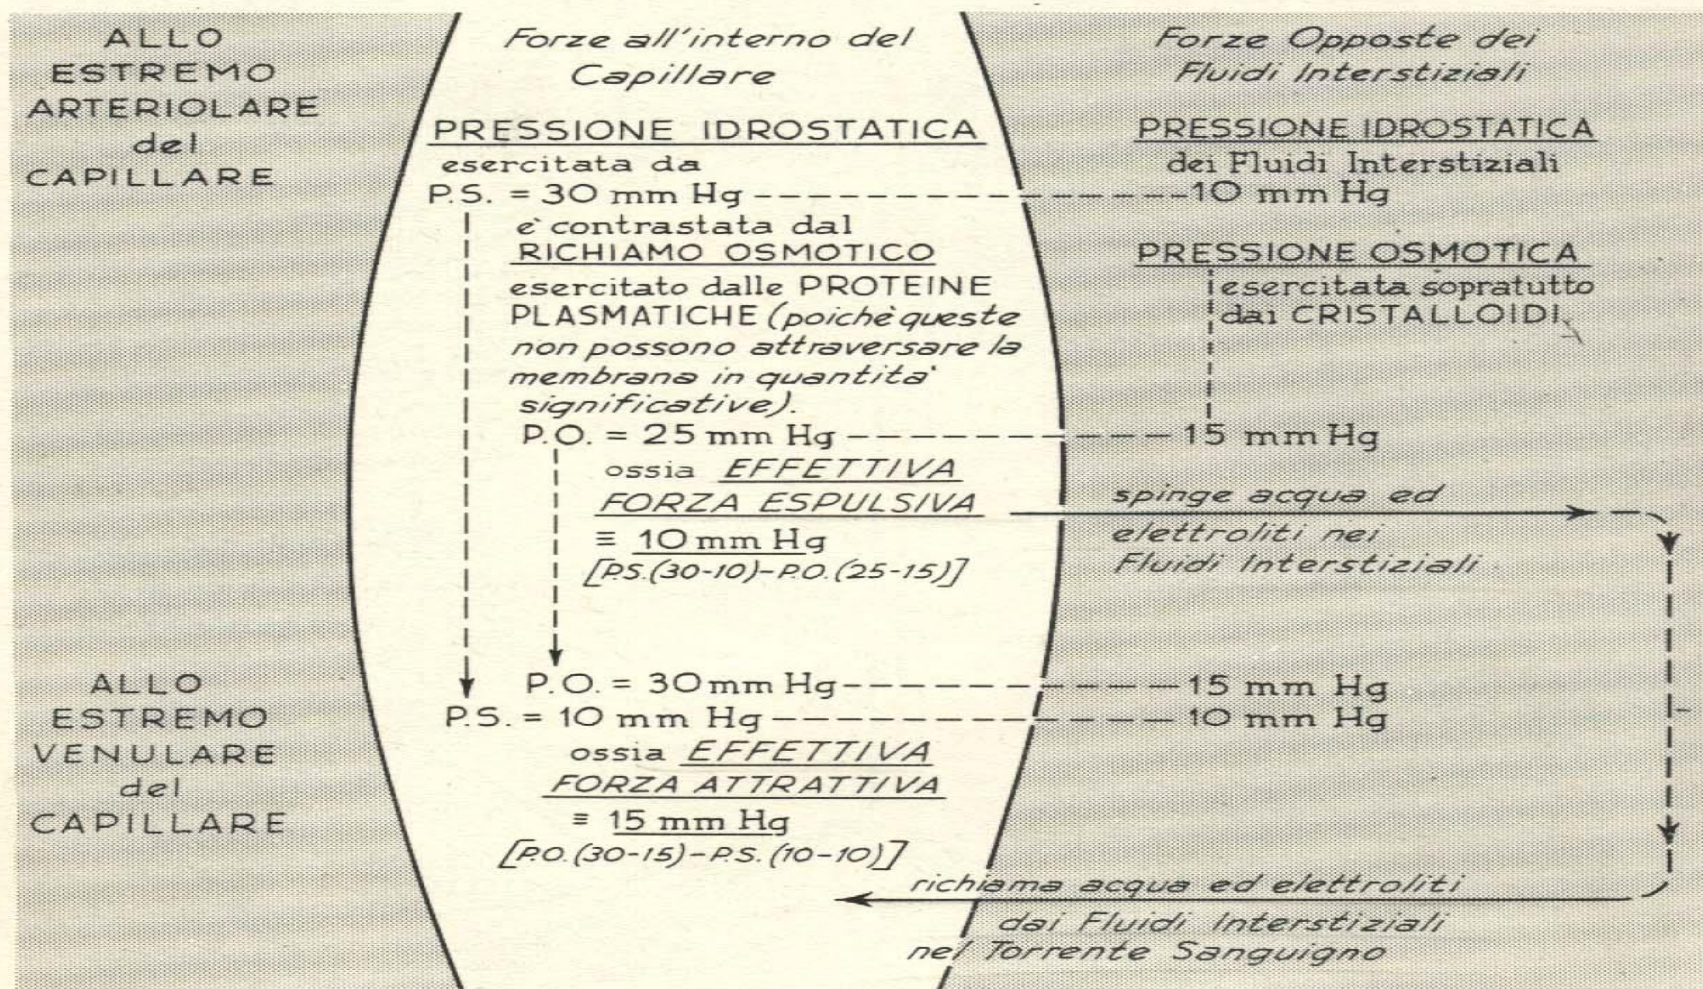 ALLO
ESTREMO
ARTERIOLARE
del
CAPILLARE
Forze all'interno del
Capillare
PRESSIONE IDROSTATICA
esercitata da
P.S. = 30 mm Hg
è contrastata dal
RICHIAMO OSMOTICO
esercitato dalle PROTEINE
PLASMATICHE (poichè queste
non possono attraversare la
membrana in quantità
significative).
P.O. = 25 mm Hg
ossia EFFETTIVA
FORZA ESPULSIVA
≡ 10 mm Hg
[P.S.(30-10)-P.O.(25-15)]
Forze Opposte dei
Fluidi Interstiziali
PRESSIONE IDROSTATICA
dei Fluidi Interstiziali
10 mm Hg
PRESSIONE OSMOTICA
esercitata sopratutto
dai CRISTALLOIDI
15 mm Hg
spinge acqua ed
elettroliti nei
Fluidi Interstiziali
ALLO
ESTREMO
VENULARE
del
CAPILLARE
P.O. = 30 mm Hg
P.S. = 10 mm Hg
ossia EFFETTIVA
FORZA ATTRATTIVA
≡ 15 mm Hg
[P.O.(30-15)-P.S.(10-10)]
15 mm Hg
10 mm Hg
richiama acqua ed elettroliti
dai Fluidi Interstiziali
nel Torrente Sanguigno